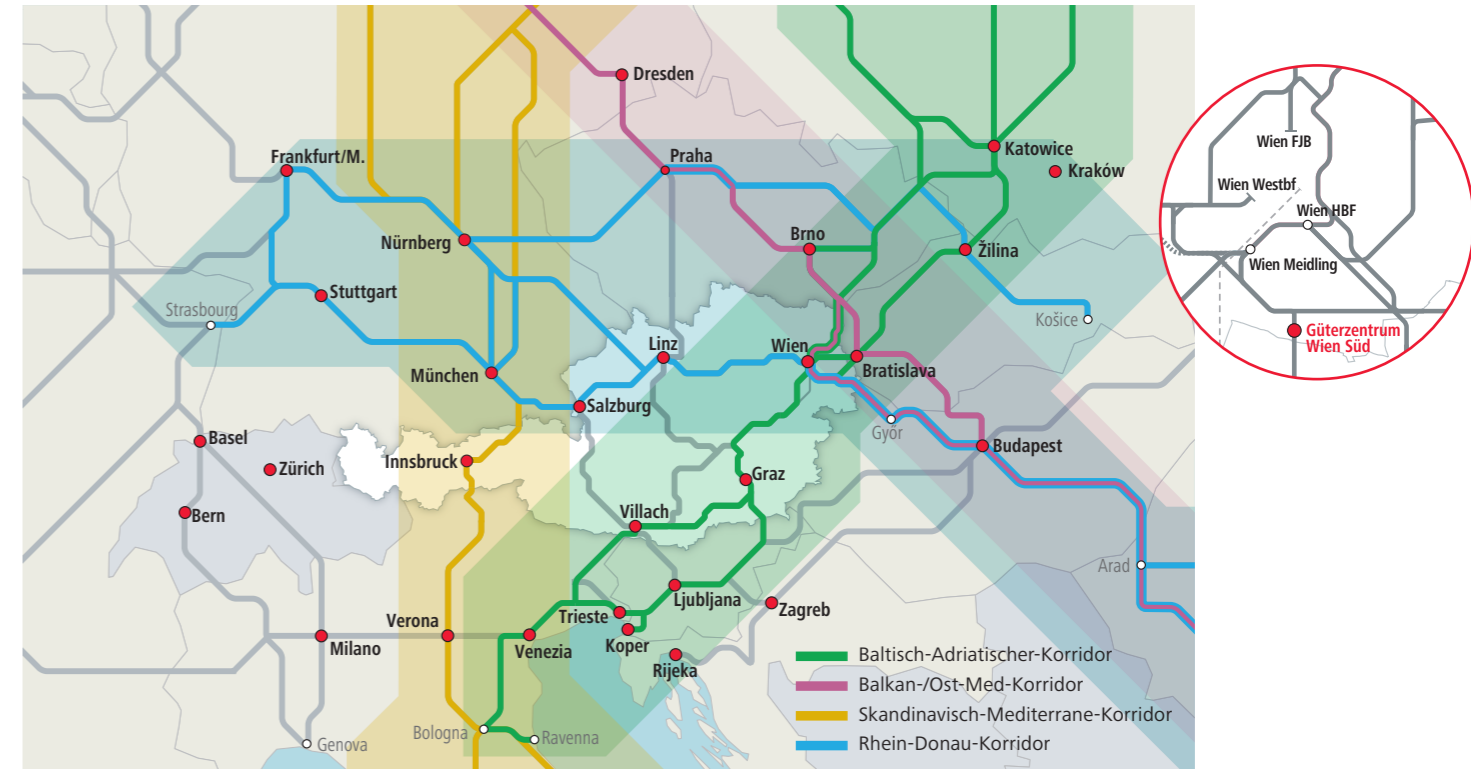 Dresden
Frankfurt/M.
Praha
Katowice
Kraków
Nürnberg
Brno
Žilina
Stuttgart
Strasbourg
Košice
Linz
Wien
Bratislava
München
Salzburg
Győr
Basel
Zürich
Innsbruck
Budapest
Graz
Bern
Villach
Arad
Ljubljana
Trieste
Zagreb
Verona
Milano
Venezia
Koper
Rijeka
Bologna
Ravenna
Genova
Baltisch-Adriatischer-Korridor
Balkan-/Ost-Med-Korridor
Skandinavisch-Mediterrane-Korridor
Rhein-Donau-Korridor
Wien FJB
Wien Westbf
Wien HBF
Wien Meidling
Güterzentrum
Wien Süd